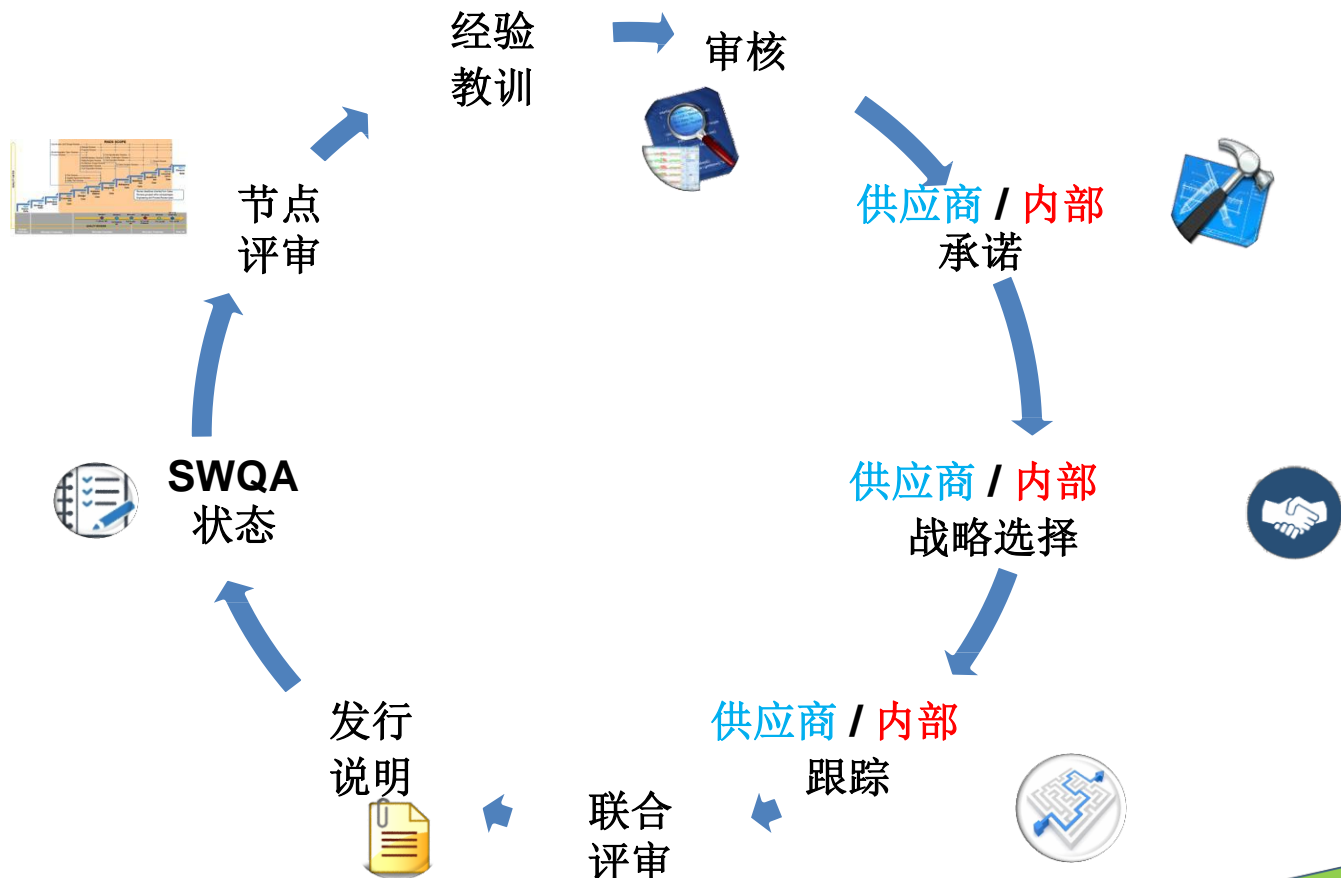 经验
教训
审核
供应商 / 内部
承诺
供应商 / 内部
战略选择
供应商 / 内部
跟踪
联合
评审
发行
说明
SWQA
状态
节点
评审